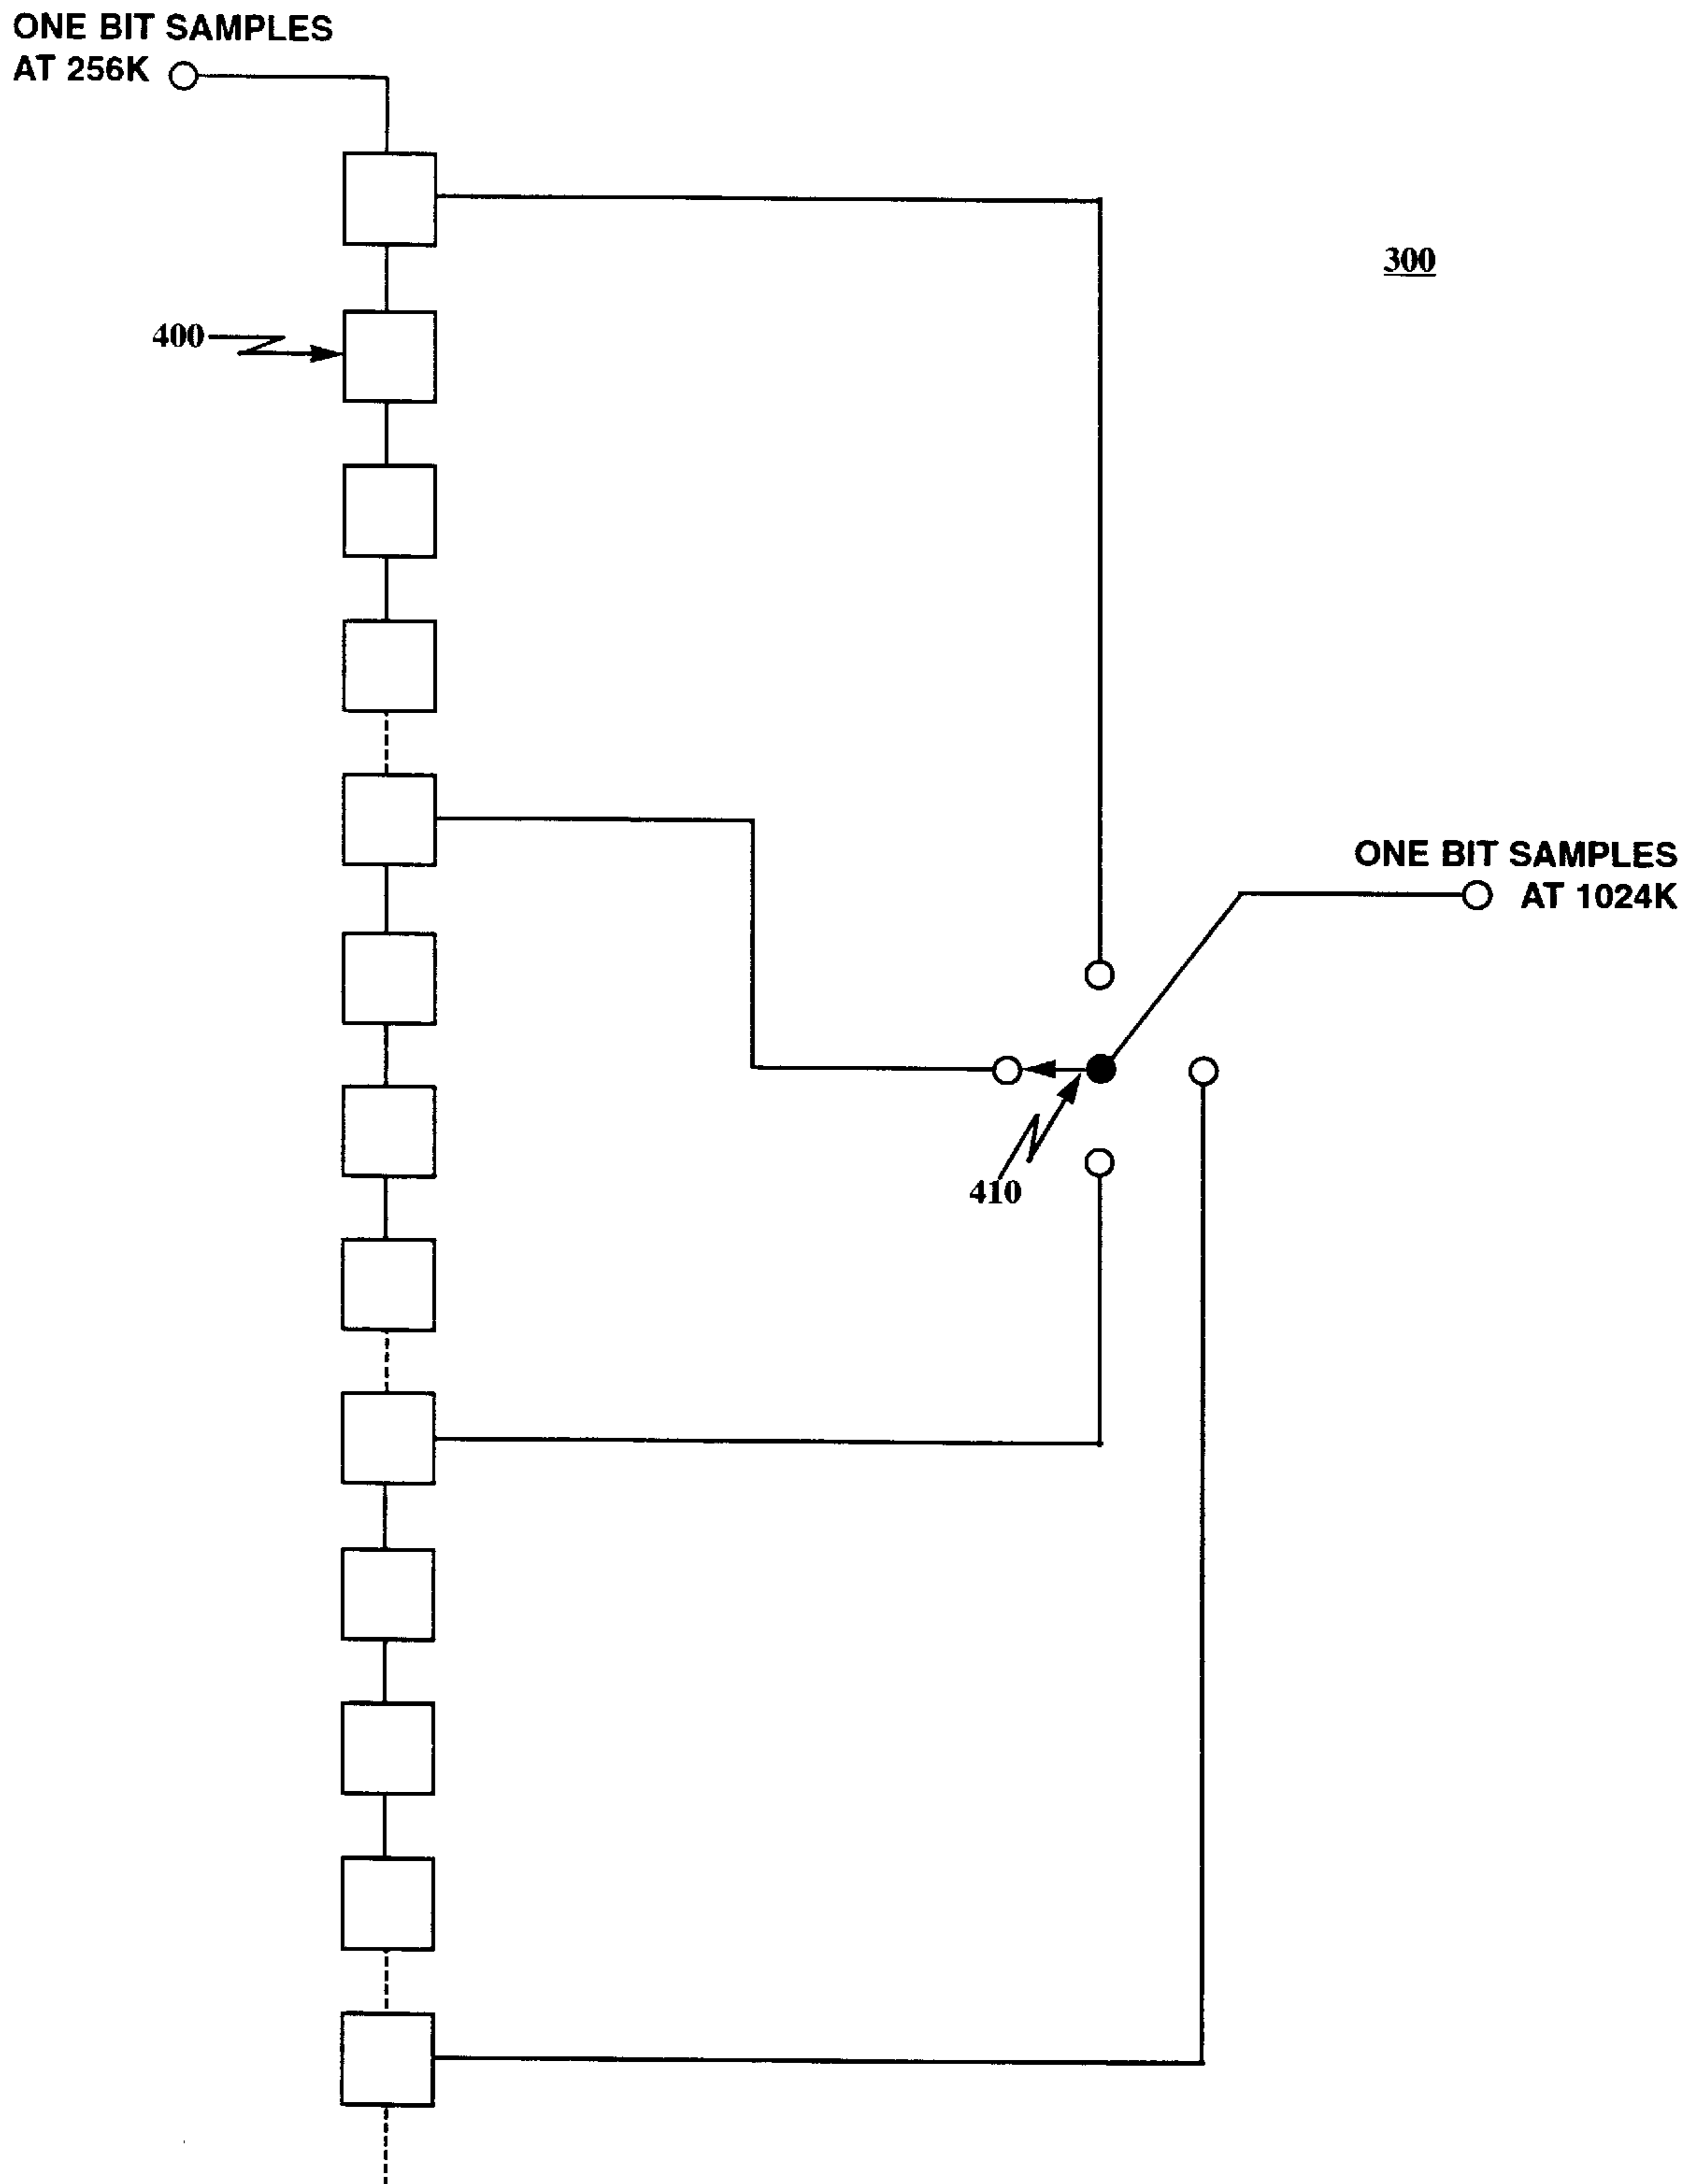 ONE BIT SAMPLES
AT 256K
300
400
ONE BIT SAMPLES
AT 1024K
410